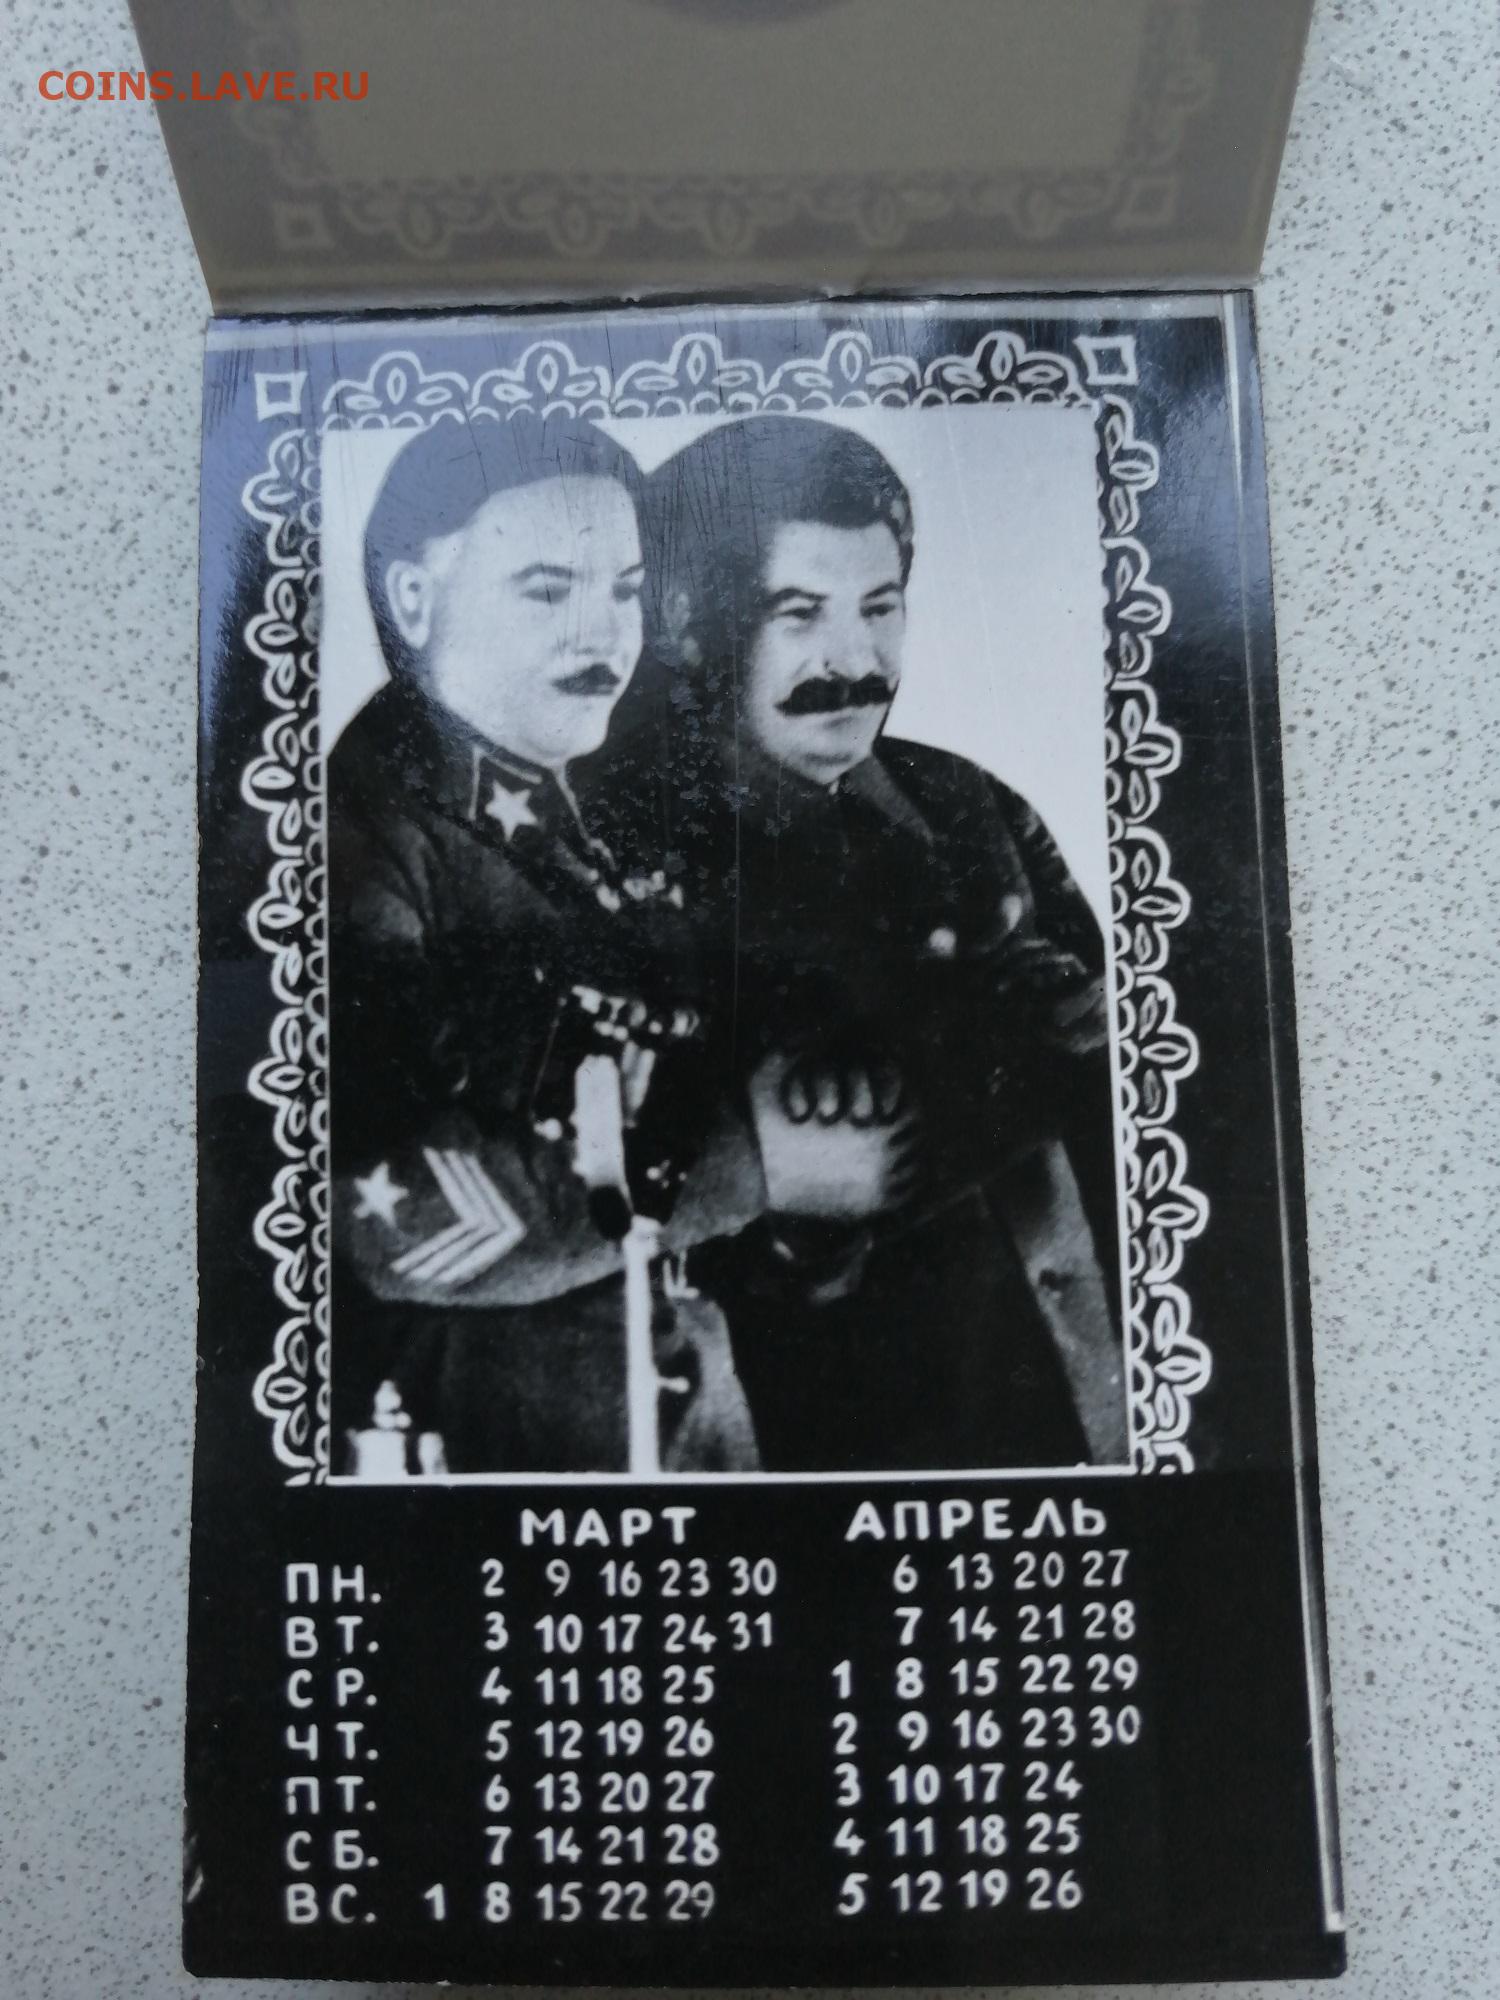 COINS.LAVE.RU
МАРТ АПРЕЛЬ
ПН. 2 9 16 23 30 6 13 20 27
ВТ. 3 10 17 24 31 7 14 21 28
СР. 4 11 18 25 1 8 15 22 29
ЧТ. 5 12 19 26 2 9 16 23 30
ПТ. 6 13 20 27 3 10 17 24
СБ. 7 14 21 28 4 11 18 25
ВС. 1 8 15 22 29 5 12 19 26